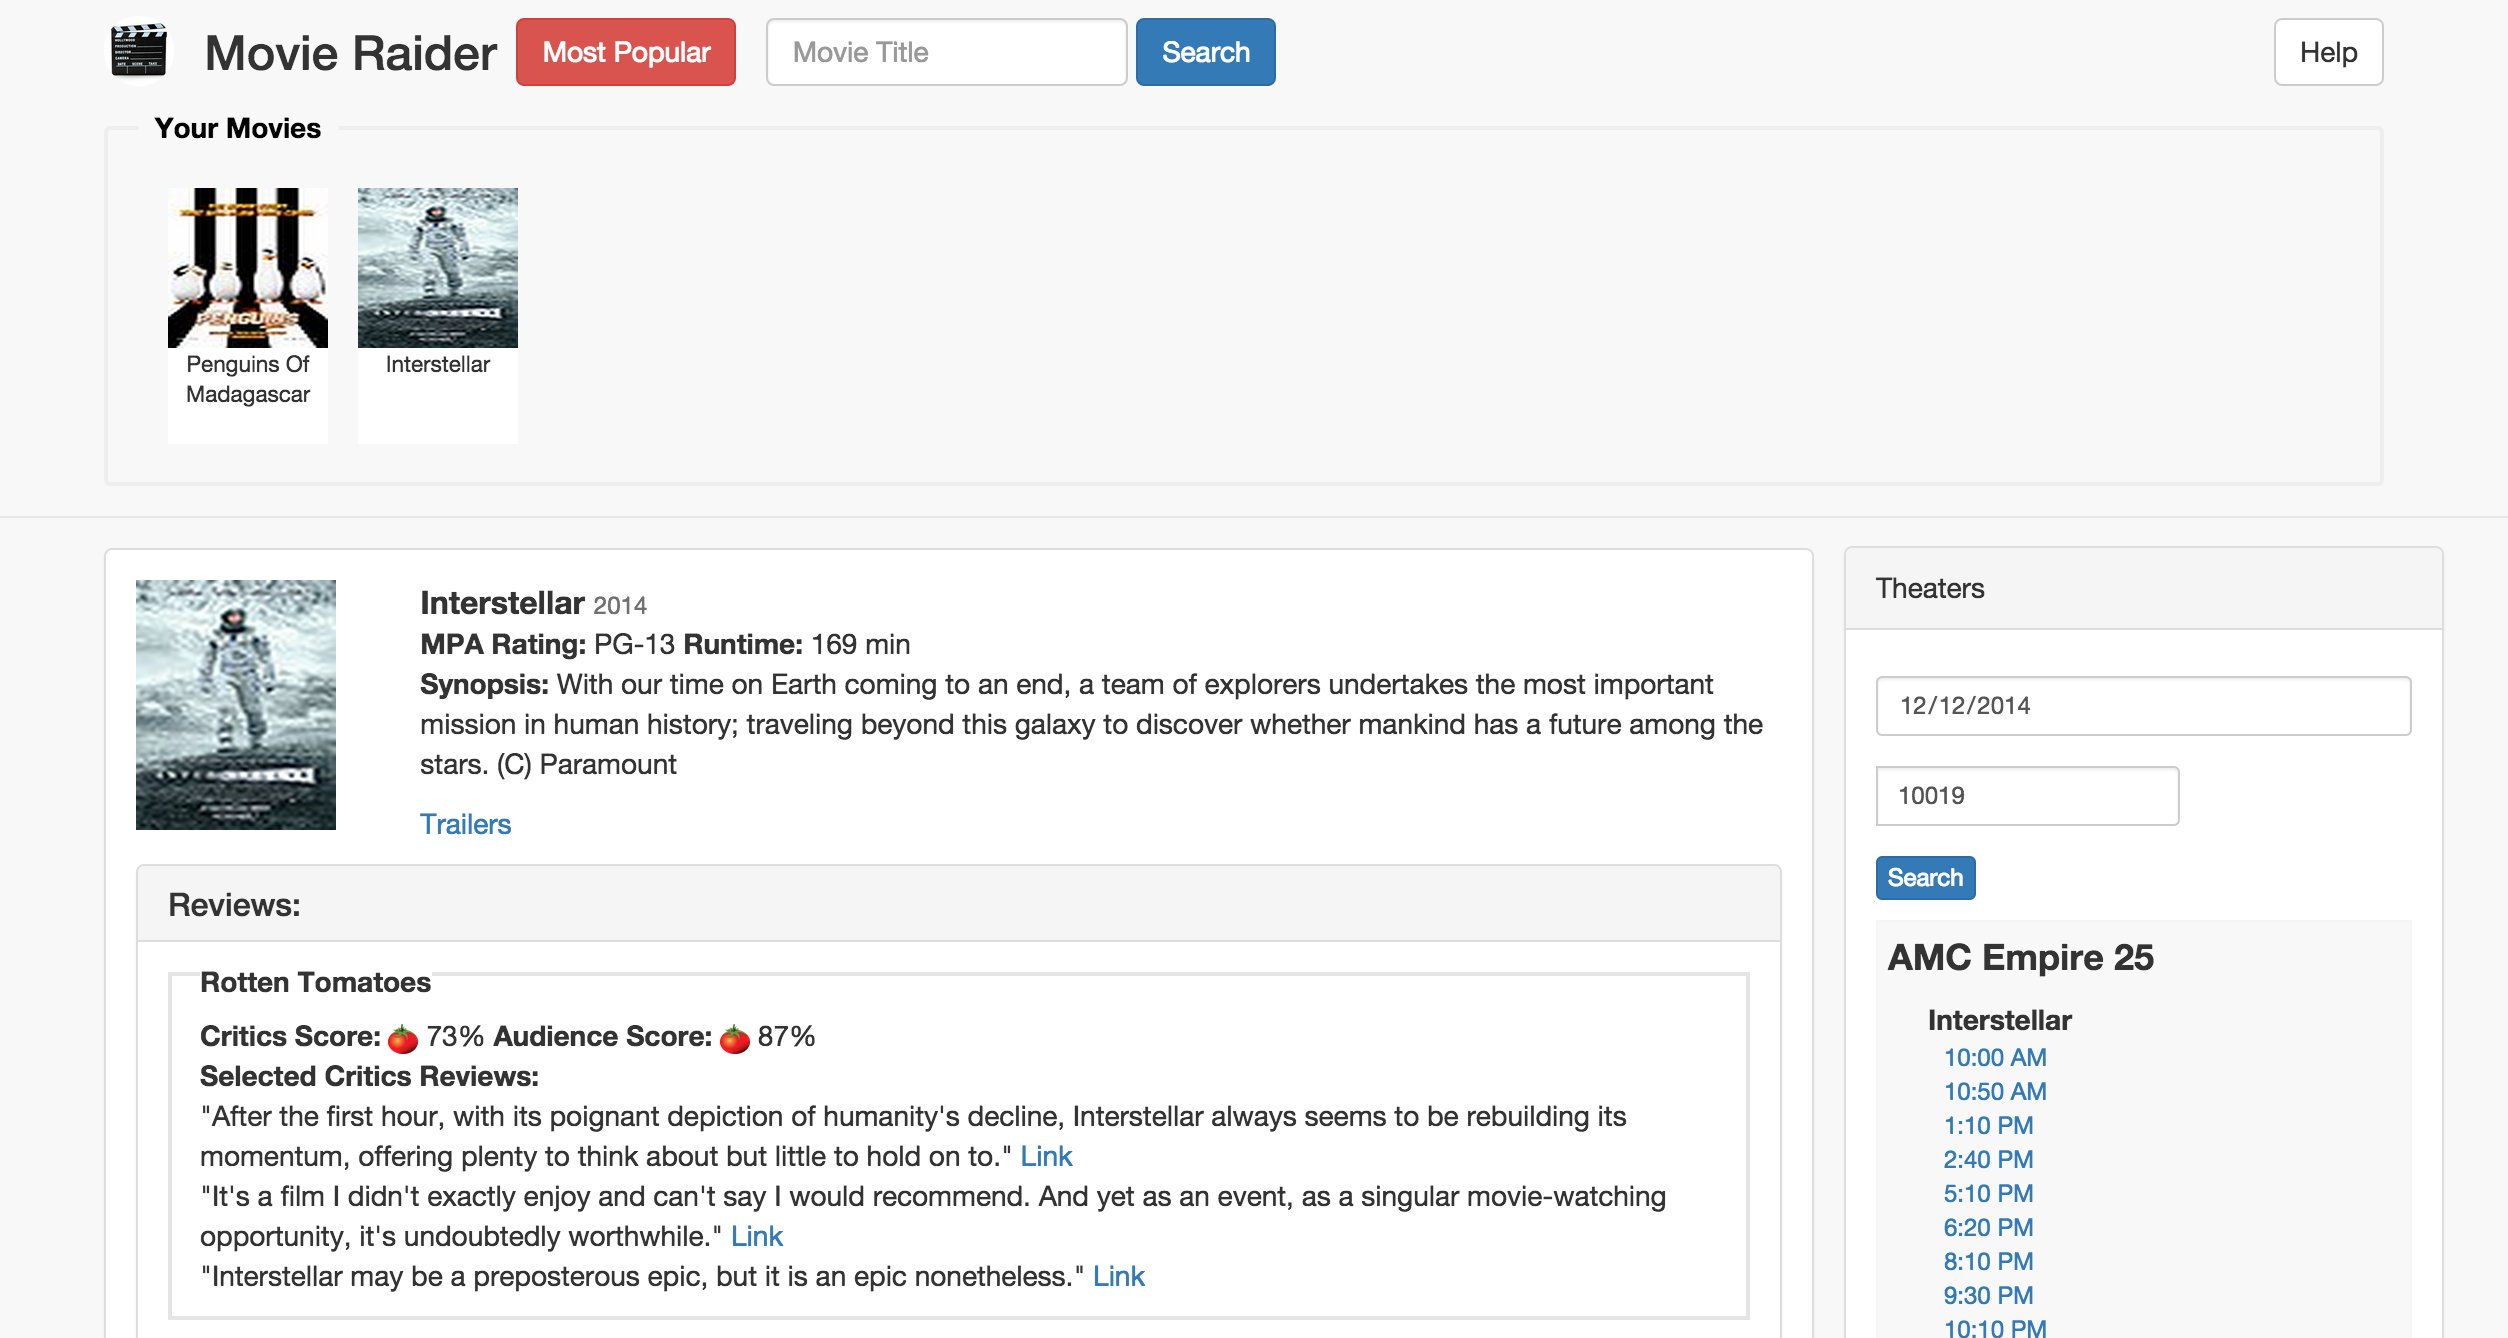 Movie Raider
Most Popular
Movie Title
Search
Help
Your Movies
PENGUINS
Penguins Of
Madagascar
Interstellar
Interstellar 2014
MPA Rating: PG-13 Runtime: 169 min
Synopsis: With our time on Earth coming to an end, a team of explorers undertakes the most important
mission in human history; traveling beyond this galaxy to discover whether mankind has a future among the
stars. (C) Paramount
Trailers
Reviews:
Rotten Tomatoes
Critics Score: 73% Audience Score: 87%
Selected Critics Reviews:
"After the first hour, with its poignant depiction of humanity's decline, Interstellar always seems to be rebuilding its
momentum, offering plenty to think about but little to hold on to." Link
"It's a film I didn't exactly enjoy and can't say I would recommend. And yet as an event, as a singular movie-watching
opportunity, it's undoubtedly worthwhile." Link
"Interstellar may be a preposterous epic, but it is an epic nonetheless." Link
Theaters
12/12/2014
10019
Search
AMC Empire 25
Interstellar
10:00 AM
10:50 AM
1:10 PM
2:40 PM
5:10 PM
6:20 PM
8:10 PM
9:30 PM
10:10 PM